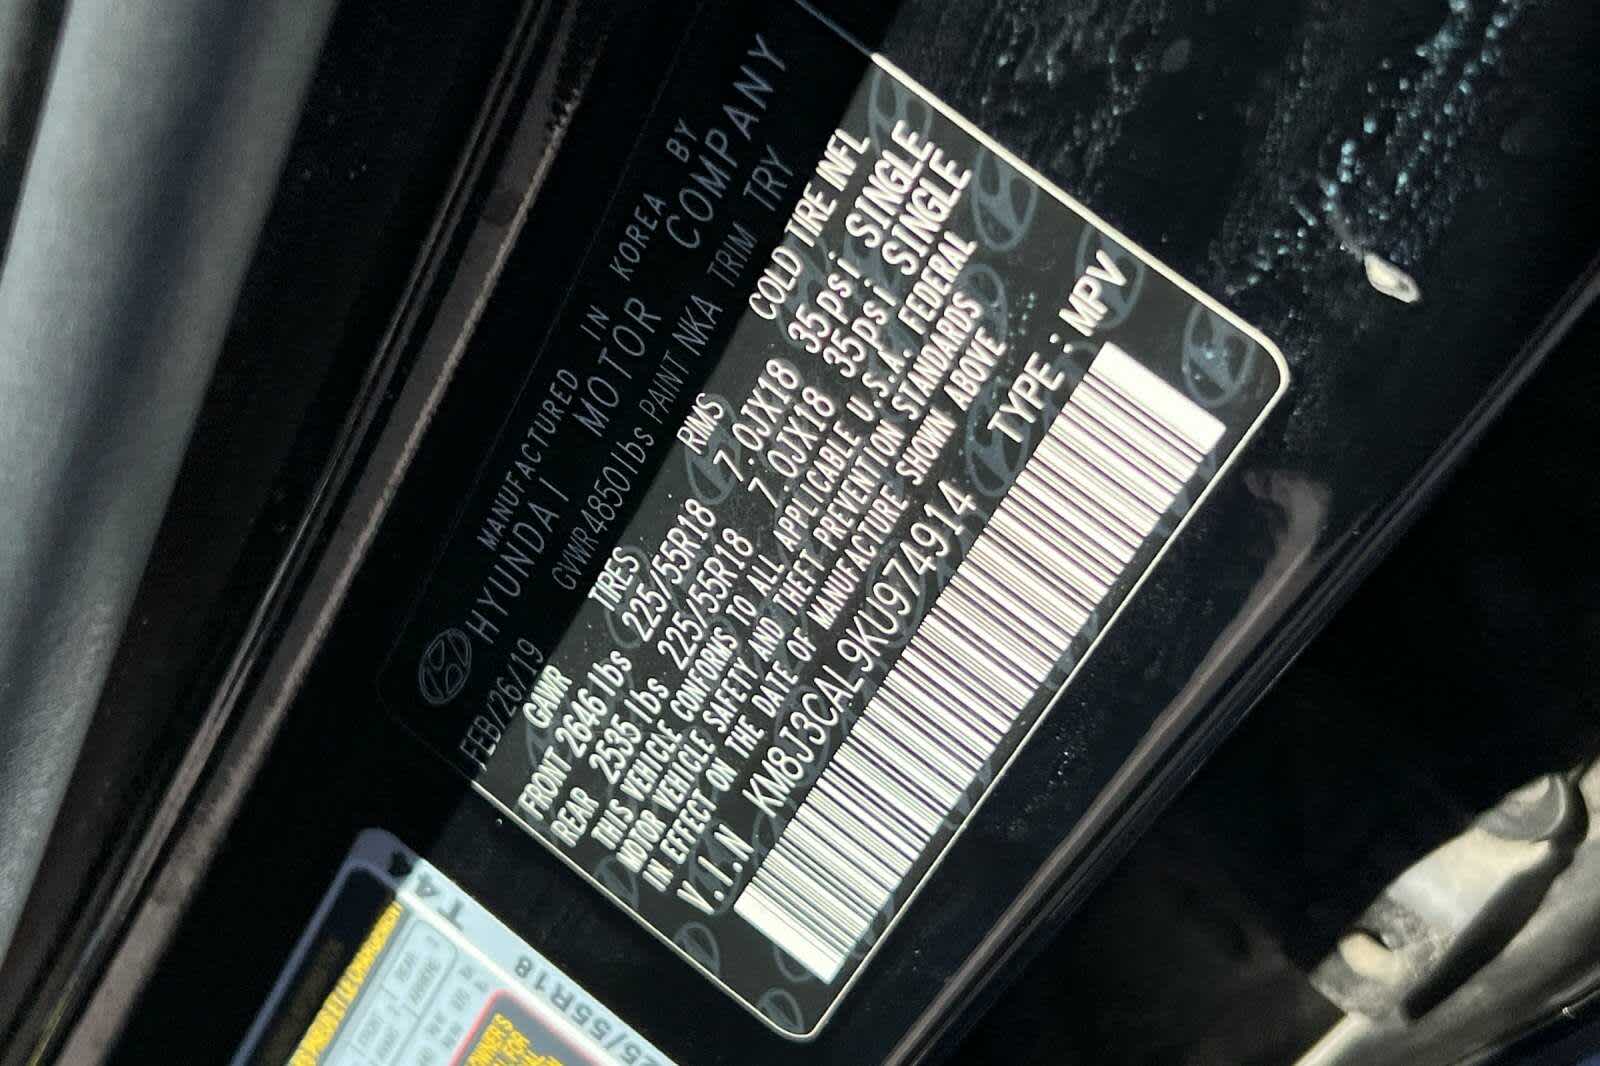 MANUFACTURED IN KOREA BY
HYUNDAI MOTOR COMPANY
FEB/26/19 GVWR4850lbs PAINT NKA TRIM TRY
GAWR TIRES RIMS COLD TIRE INFL
FRONT 2646 lbs 225/55R18 7.0JX18 35psi SINGLE
REAR 2535 lbs 225/55R18 7.0JX18 35psi SINGLE
THIS VEHICLE CONFORMS TO ALL APPLICABLE U.S.A. FEDERAL
MOTOR VEHICLE SAFETY AND THEFT PREVENTION STANDARDS
IN EFFECT ON THE DATE OF MANUFACTURE SHOWN ABOVE
V.I.N KM8J3CAL9KU974914 TYPE : MPV
25/55R18